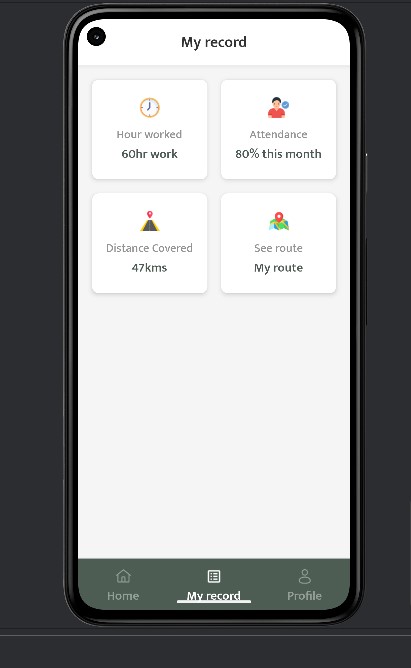 My record
Hour worked
60hr work
Attendance
80% this month
Distance Covered
47kms
See route
My route
Home
My record
Profile